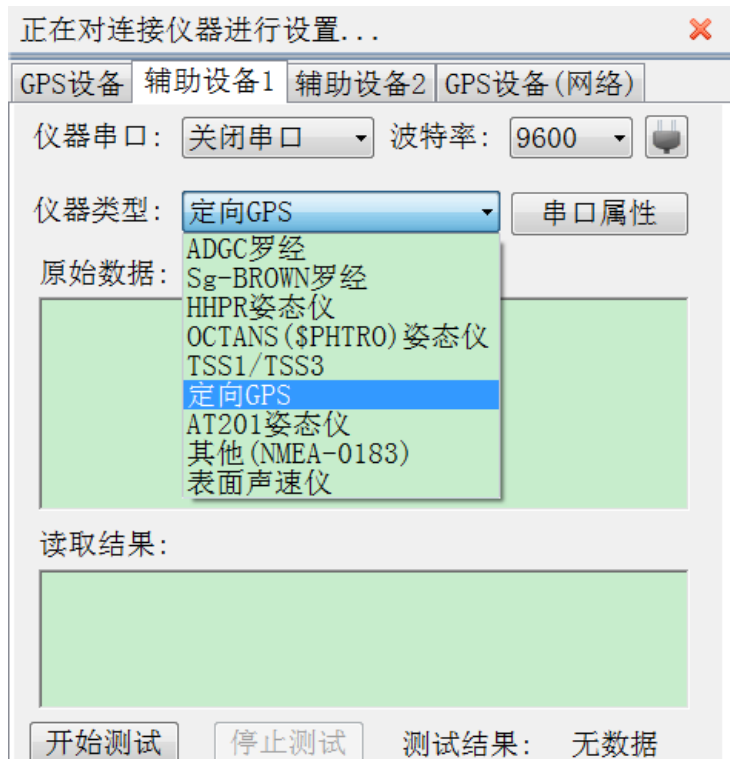 正在对连接仪器进行设置...
GPS设备 辅助设备1 辅助设备2 GPS设备(网络)
仪器串口: 关闭串口 波特率: 9600
仪器类型: 定向GPS 串口属性
ADGC罗经
原始数据: Sg-BROWN罗经
HHPR姿态仪
OCTANS($PHTRO)姿态仪
TSS1/TSS3
定向GPS
AT201姿态仪
其他(NMEA-0183)
表面声速仪
读取结果:
开始测试 停止测试 测试结果: 无数据